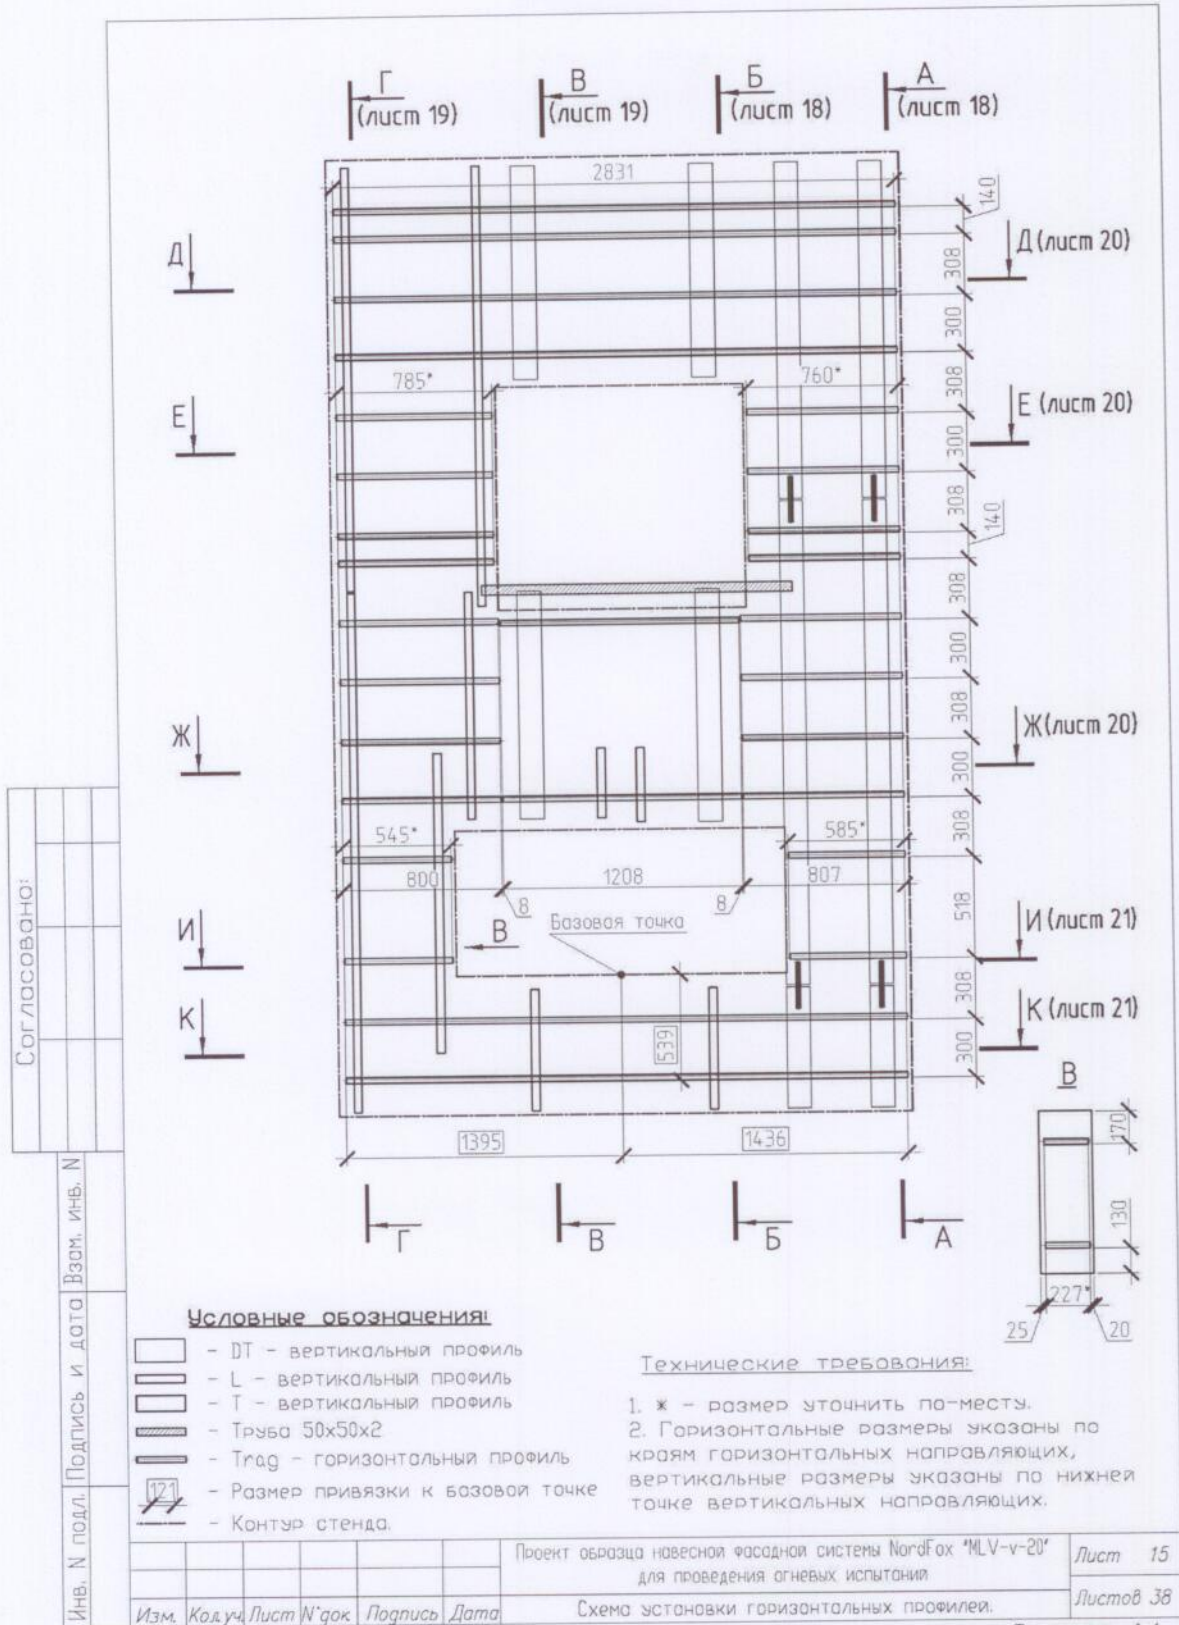 Г
(лист 19)
В
(лист 19)
Б
(лист 18)
А
(лист 18)
2831
140
Д
Д (лист 20)
308
300
785*
760*
308
Е
Е (лист 20)
300
308
140
308
300
308
Ж
Ж (лист 20)
300
308
545*
585*
800
1208
807
8
8
518
Базовая точка
И
В
И (лист 21)
308
К
К (лист 21)
539
300
В
1395
1436
170
130
Г
В
Б
А
227*
25
20
Согласовано:
Взам. инв. N
Подпись и дата
Инв. N подл.
Условные обозначения:
- DT - вертикальный профиль
- L - вертикальный профиль
- T - вертикальный профиль
- Труба 50х50х2
- Trag - горизонтальный профиль
121 - Размер привязки к базовой точке
- Контур стенда.
Технические требования:
1. * - размер уточнить по-месту.
2. Горизонтальные размеры указаны по
краям горизонтальных направляющих,
вертикальные размеры указаны по нижней
точке вертикальных направляющих.
Проект образца навесной фасадной системы NordFox "MLV-v-20"
для проведения огневых испытаний
Лист 15
Листов 38
Изм. Кол.уч Лист N°док Подпись Дата
Схема установки горизонтальных профилей.